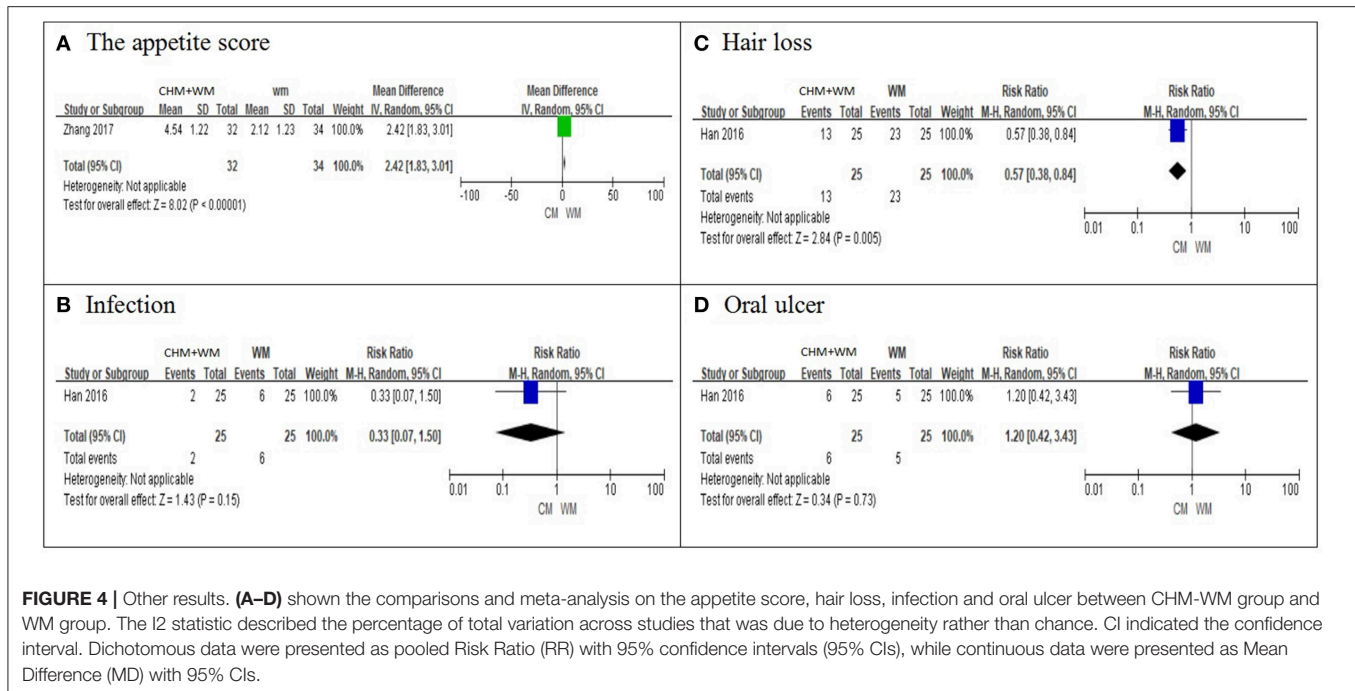 A The appetite score
CHM+WM wm Mean Difference Mean Difference
Study or Subgroup Mean SD Total Mean SD Total Weight IV, Random, 95% CI IV, Random, 95% CI
Zhang 2017 4.54 1.22 32 2.12 1.23 34 100.0% 2.42 [1.83, 3.01]
Total (95% CI) 32 34 100.0% 2.42 [1.83, 3.01]
Heterogeneity: Not applicable
Test for overall effect: Z = 8.02 (P < 0.00001)
-100 -50 0 50 100
CM WM
B Infection
CHM+WM WM Risk Ratio Risk Ratio
Study or Subgroup Events Total Events Total Weight M-H, Random, 95% CI M-H, Random, 95% CI
Han 2016 2 25 6 25 100.0% 0.33 [0.07, 1.50]
Total (95% CI) 25 25 100.0% 0.33 [0.07, 1.50]
Total events 2 6
Heterogeneity: Not applicable
Test for overall effect: Z = 1.43 (P = 0.15)
0.01 0.1 1 10 100
CM WM
C Hair loss
CHM+WM WM Risk Ratio Risk Ratio
Study or Subgroup Events Total Events Total Weight M-H, Random, 95% CI M-H, Random, 95% CI
Han 2016 13 25 23 25 100.0% 0.57 [0.38, 0.84]
Total (95% CI) 25 25 100.0% 0.57 [0.38, 0.84]
Total events 13 23
Heterogeneity: Not applicable
Test for overall effect: Z = 2.84 (P = 0.005)
0.01 0.1 1 10 100
CM WM
D Oral ulcer
CHM+WM WM Risk Ratio Risk Ratio
Study or Subgroup Events Total Events Total Weight M-H, Random, 95% CI M-H, Random, 95% CI
Han 2016 6 25 5 25 100.0% 1.20 [0.42, 3.43]
Total (95% CI) 25 25 100.0% 1.20 [0.42, 3.43]
Total events 6 5
Heterogeneity: Not applicable
Test for overall effect: Z = 0.34 (P = 0.73)
0.01 0.1 1 10 100
CM WM
FIGURE 4 | Other results. (A–D) shown the comparisons and meta-analysis on the appetite score, hair loss, infection and oral ulcer between CHM-WM group and
WM group. The I2 statistic described the percentage of total variation across studies that was due to heterogeneity rather than chance. CI indicated the confidence
interval. Dichotomous data were presented as pooled Risk Ratio (RR) with 95% confidence intervals (95% CIs), while continuous data were presented as Mean
Difference (MD) with 95% CIs.